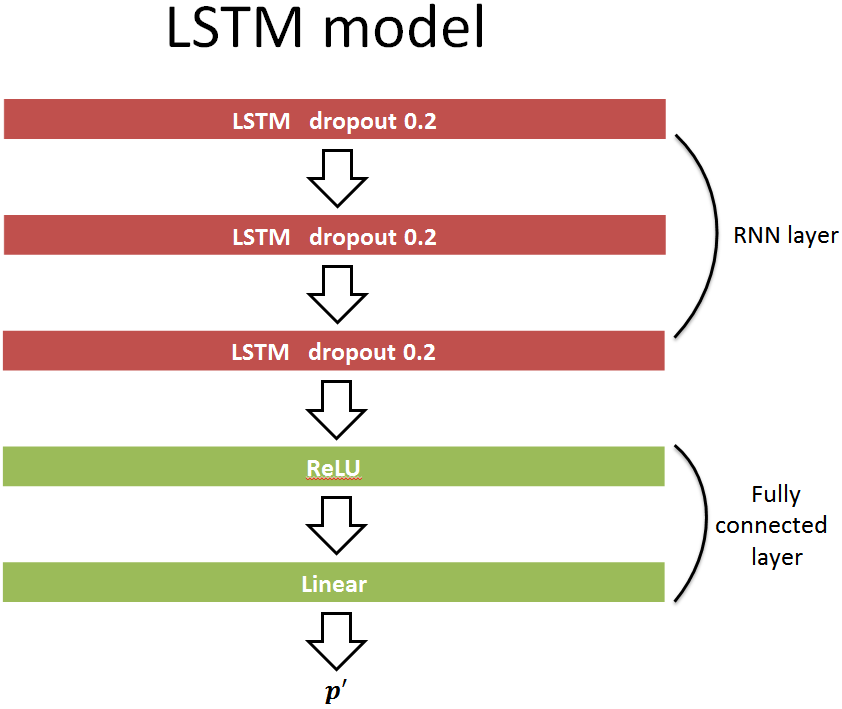 LSTM model
LSTM dropout 0.2
LSTM dropout 0.2
RNN layer
LSTM dropout 0.2
ReLU
Fully
connected
layer
Linear
p′